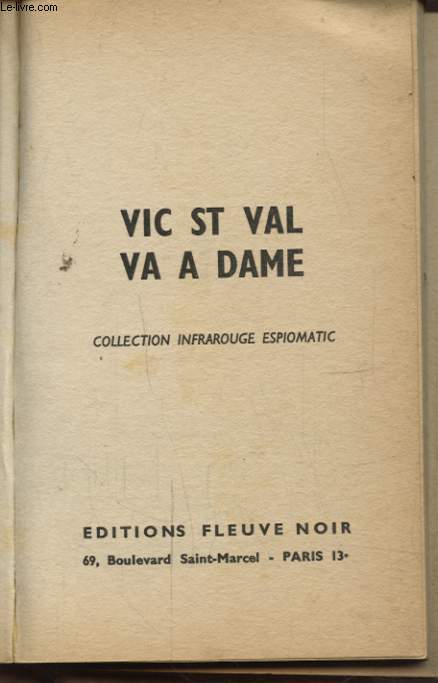 Le-livre.com
VIC ST VAL
VA A DAME
COLLECTION INFRAROUGE ESPIOMATIC
EDITIONS FLEUVE NOIR
69, Boulevard Saint-Marcel - PARIS 13e